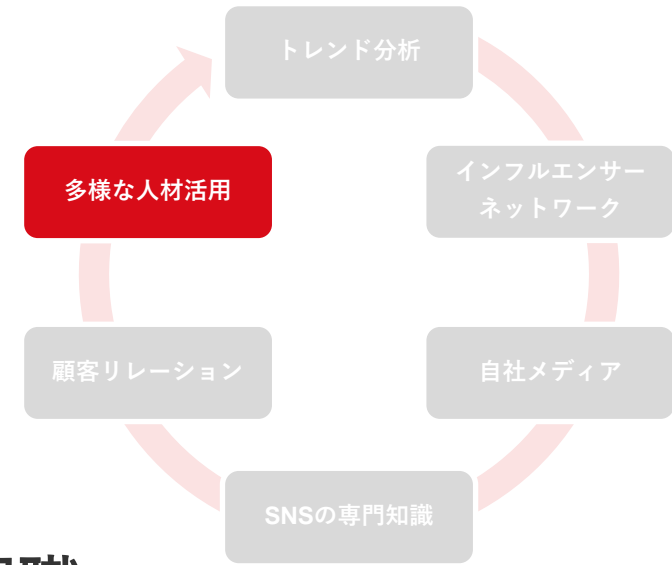 トレンド分析
多様な人材活用
インフルエンサー
ネットワーク
顧客リレーション
自社メディア
SNSの専門知識